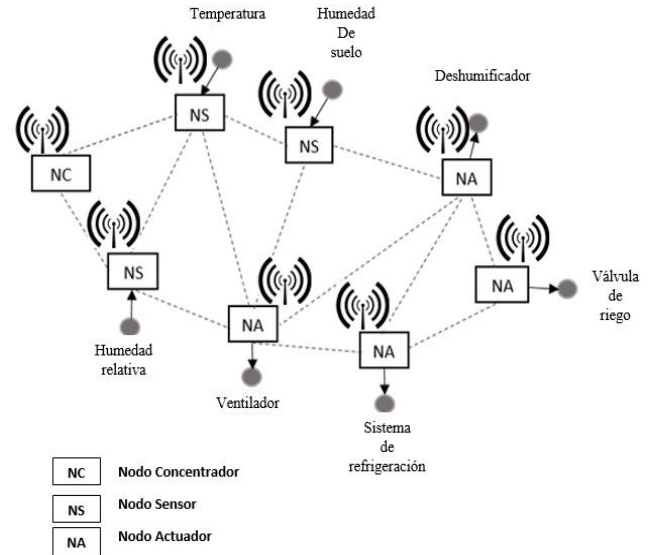 Temperatura
Humedad
De
suelo
Deshumificador
NS
NS
NC
NA
NS
NA
Válvula
de
riego
NA
NA
Humedad
relativa
Ventilador
Sistema
de
refrigeración
NC Nodo Concentrador
NS Nodo Sensor
NA Nodo Actuador